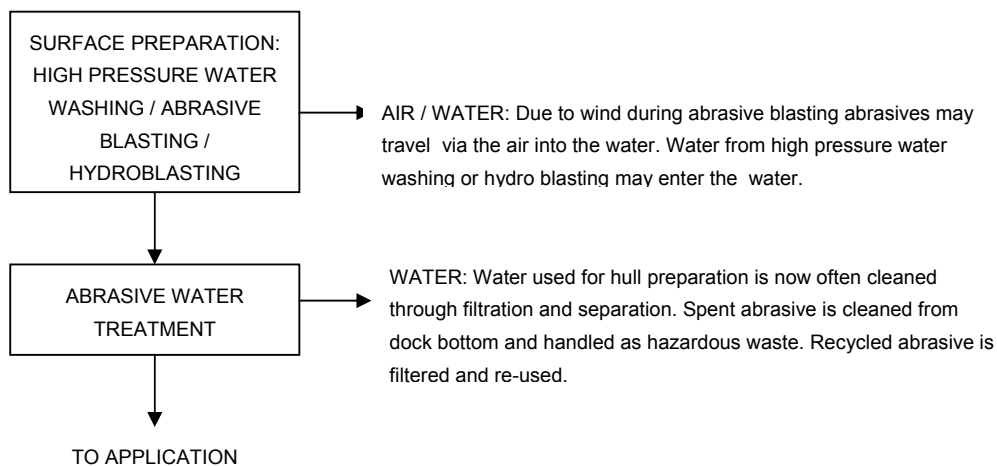 SURFACE PREPARATION:
HIGH PRESSURE WATER
WASHING / ABRASIVE
BLASTING /
HYDROBLASTING
AIR / WATER: Due to wind during abrasive blasting abrasives may
travel via the air into the water. Water from high pressure water
washing or hydro blasting may enter the water.
ABRASIVE WATER
TREATMENT
WATER: Water used for hull preparation is now often cleaned
through filtration and separation. Spent abrasive is cleaned from
dock bottom and handled as hazardous waste. Recycled abrasive is
filtered and re-used.
TO APPLICATION